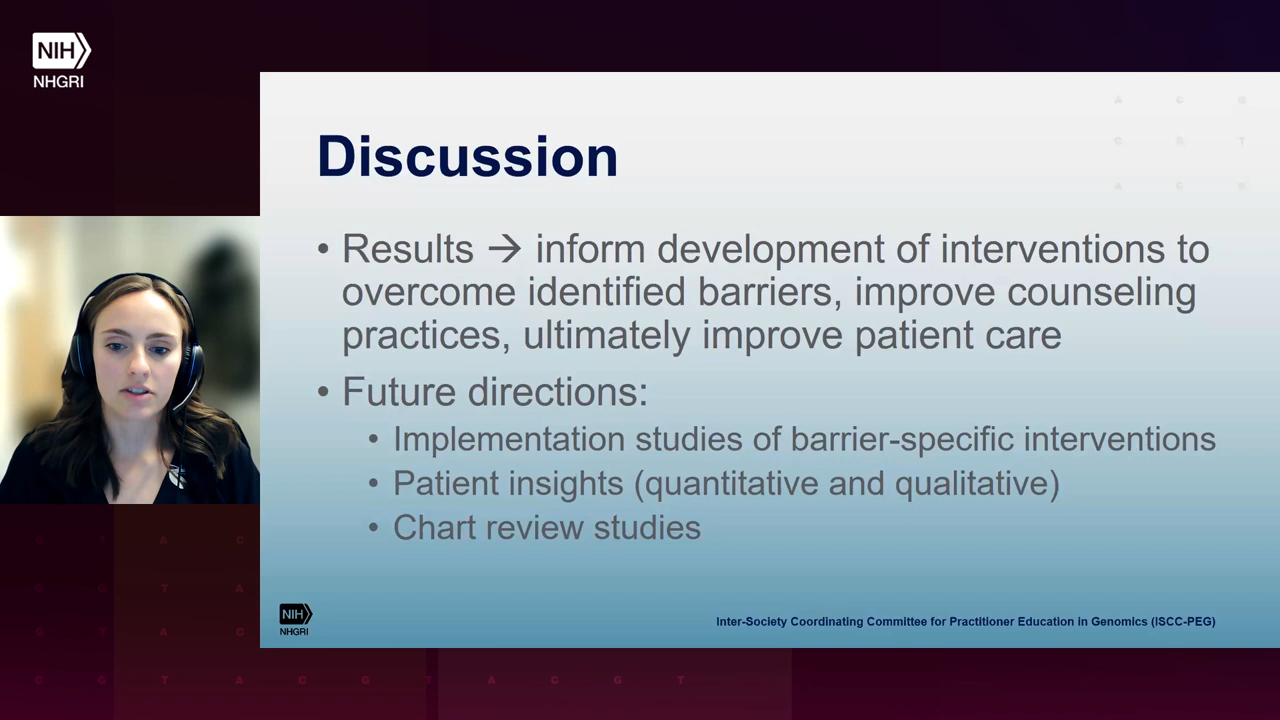 NIH
NHGRI
A C G
C R T
A C G
Discussion
• Results → inform development of interventions to
overcome identified barriers, improve counseling
practices, ultimately improve patient care
• Future directions:
• Implementation studies of barrier-specific interventions
• Patient insights (quantitative and qualitative)
• Chart review studies
G T A C
G T A
G T A C
NIH
NHGRI
Inter-Society Coordinating Committee for Practitioner Education in Genomics (ISCC-PEG)
C G T A C G T A C G T